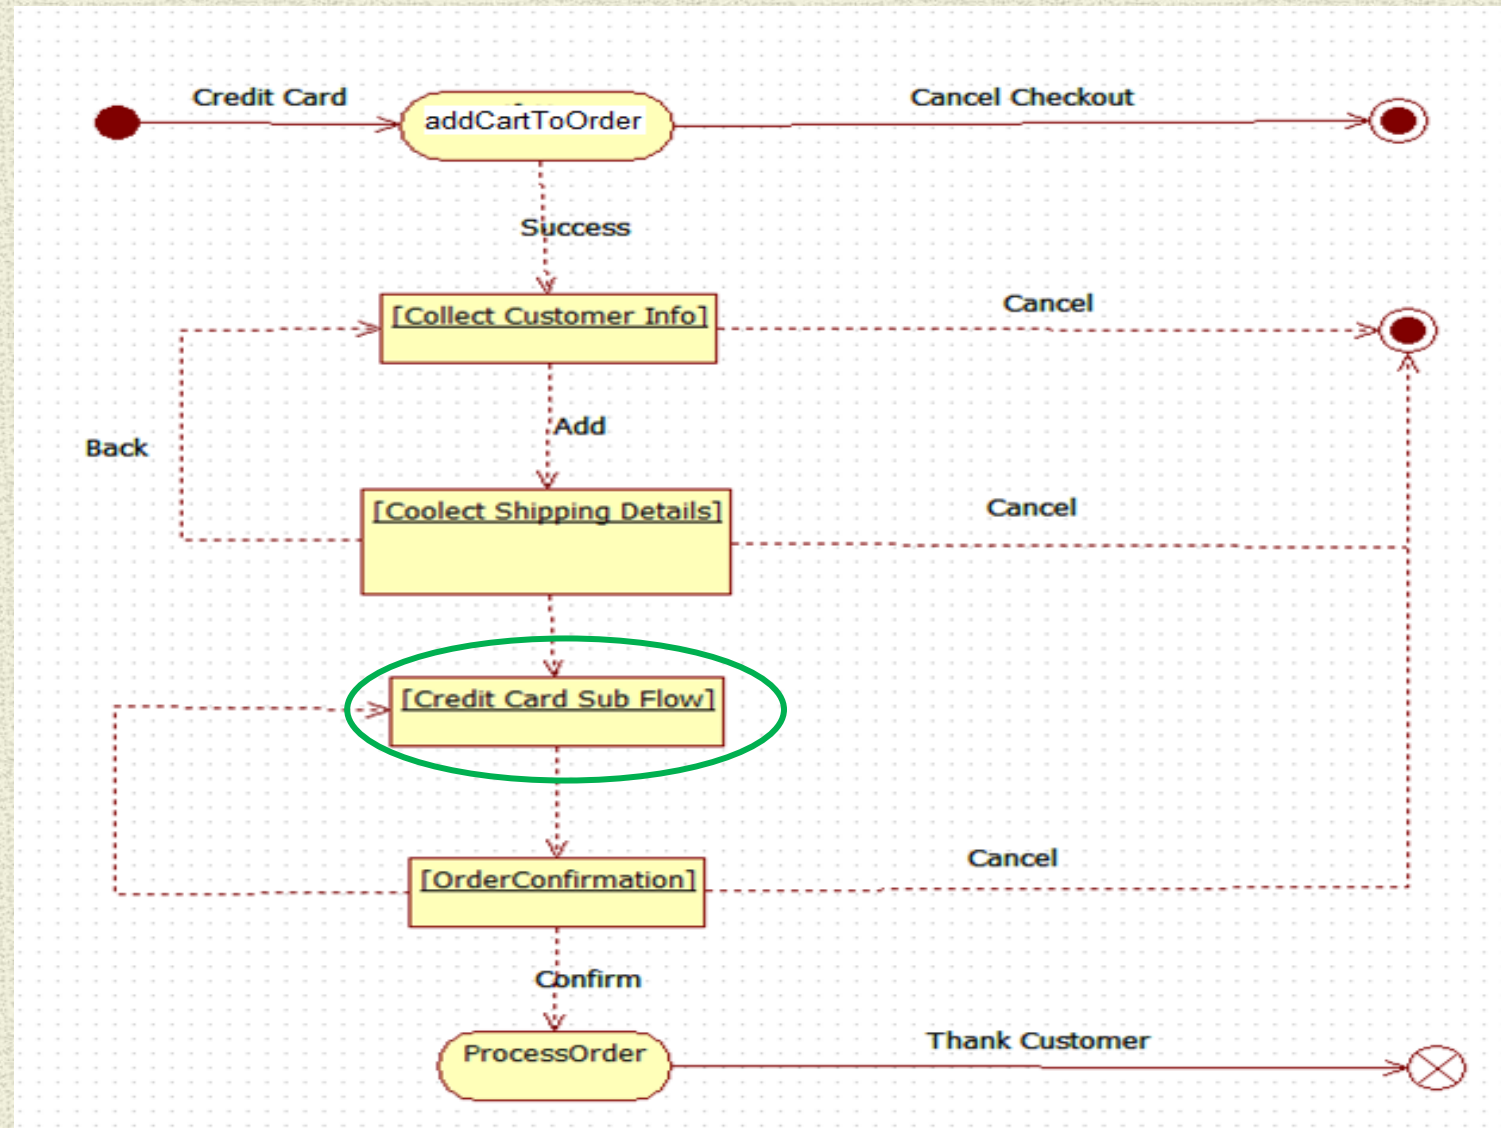 Credit Card
addCartToOrder
Cancel Checkout
Success
[Collect Customer Info]
Cancel
Add
Back
[Coolect Shipping Details]
Cancel
[Credit Card Sub Flow]
[OrderConfirmation]
Cancel
Confirm
ProcessOrder
Thank Customer